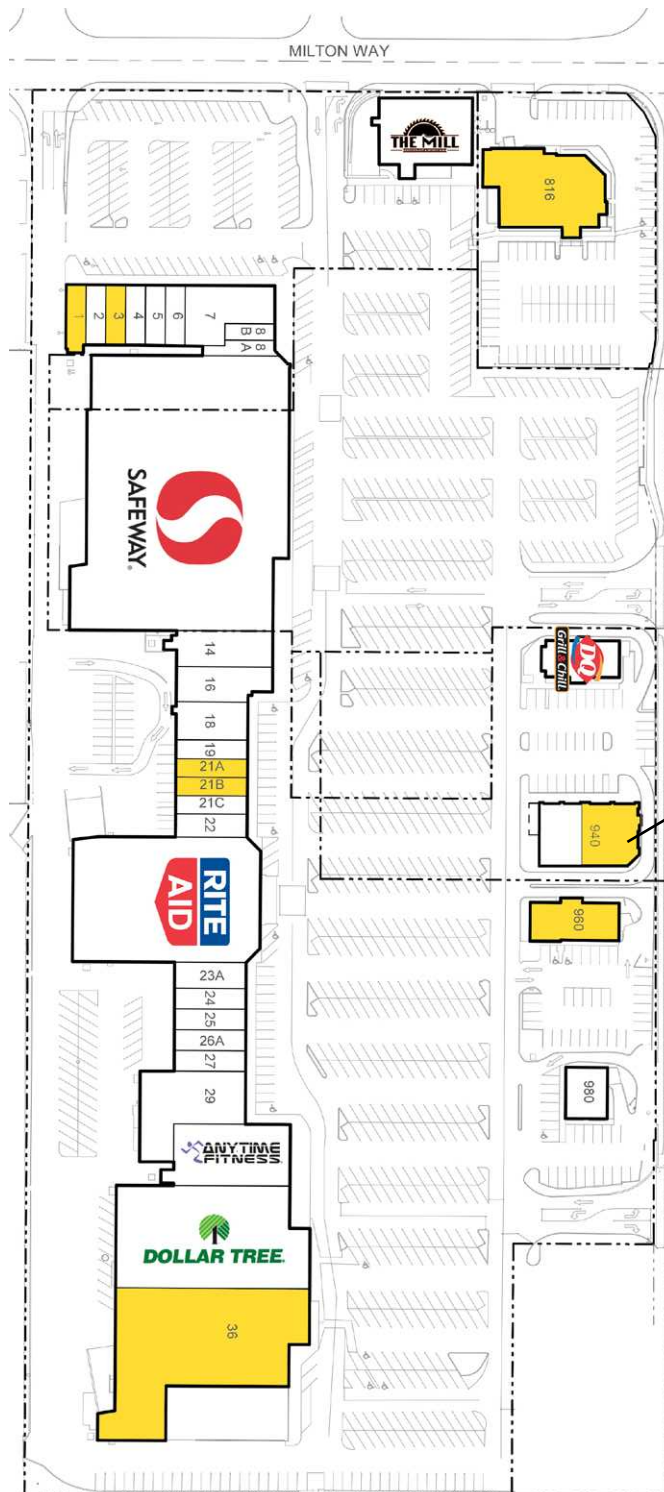 MILTON WAY
THE MILL
816
1
2
3
4
5
6
7
8
B
8
A
SAFEWAY
14
16
18
19
21A
21B
21C
22
DQ
Grill & Chill
940
RITE
AID
960
23A
24
25
26A
27
29
980
ANYTIME
FITNESS
DOLLAR TREE
36